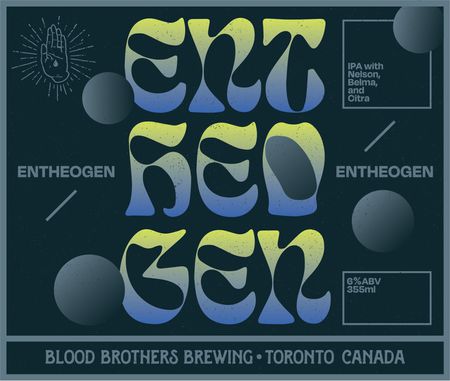 ENT
HEO
GEN
IPA with
Nelson,
Belma,
and
Citra
ENTHEOGEN
ENTHEOGEN
6%ABV
355ml
BLOOD BROTHERS BREWING • TORONTO CANADA